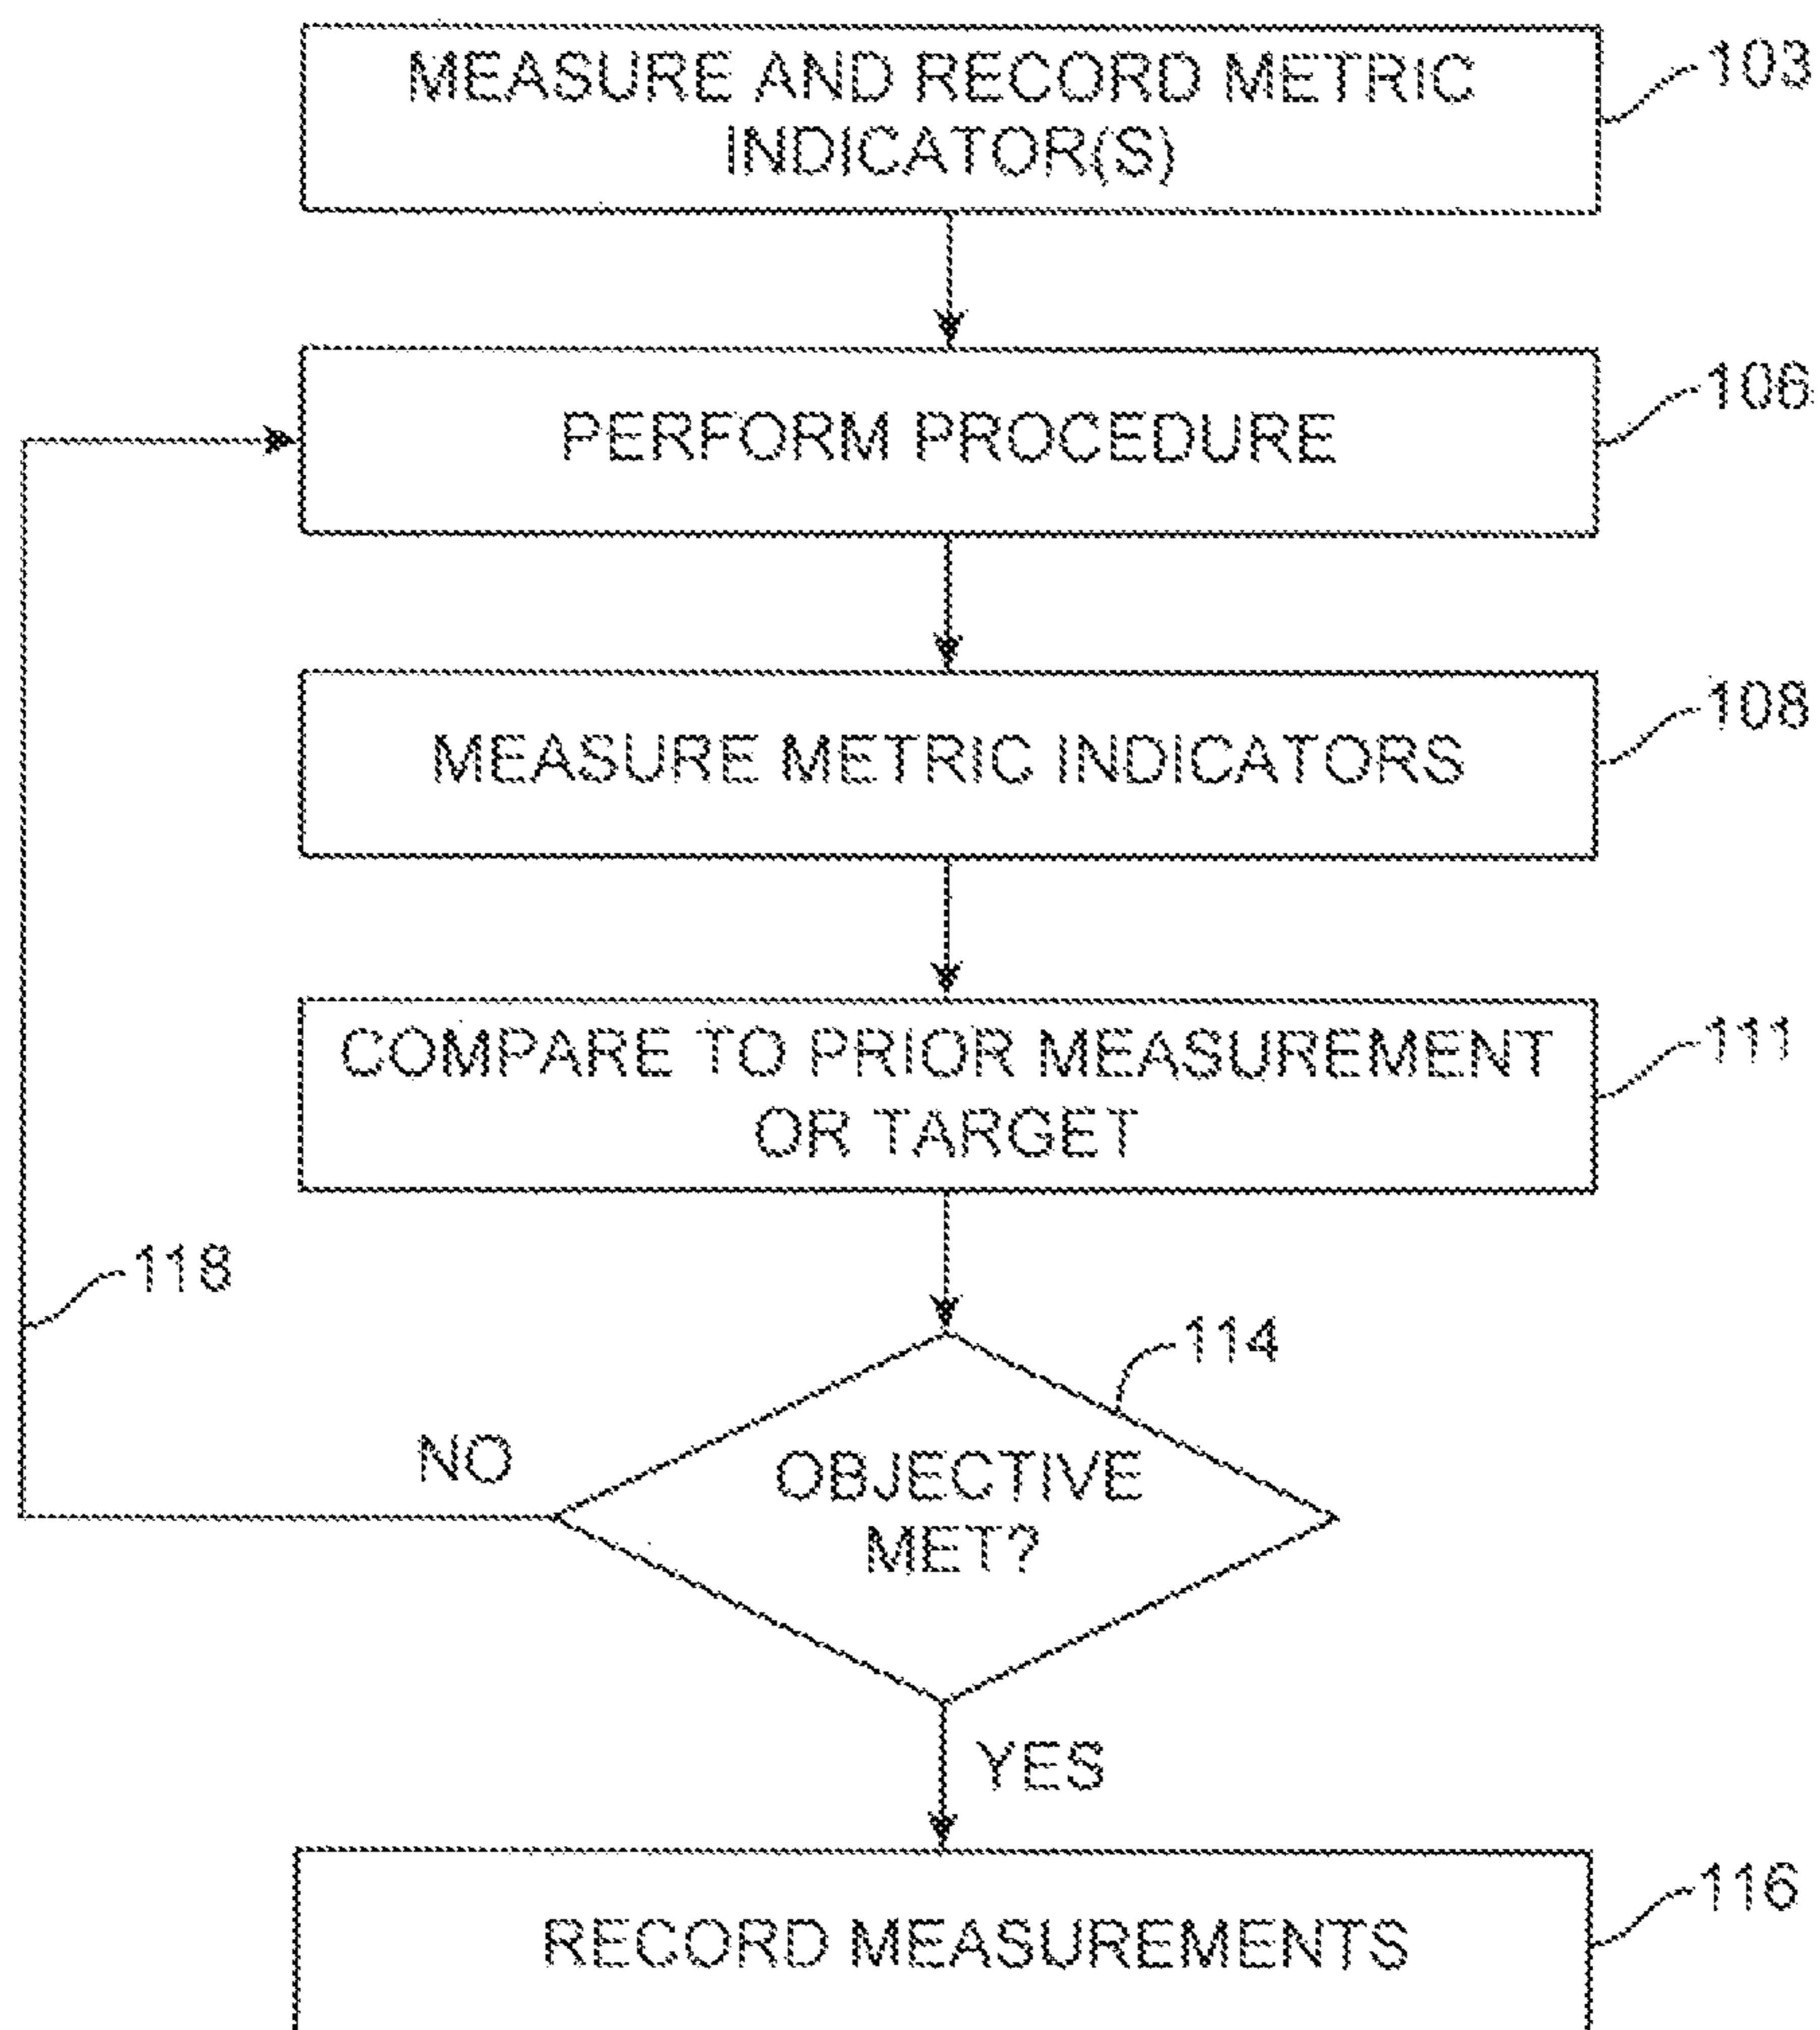 MEASURE AND RECORD METRIC
INDICATOR(S)
103
PERFORM PROCEDURE
106
MEASURE METRIC INDICATORS
108
COMPARE TO PRIOR MEASUREMENT
OR TARGET
111
118
114
NO
OBJECTIVE
MET?
YES
RECORD MEASUREMENTS
116